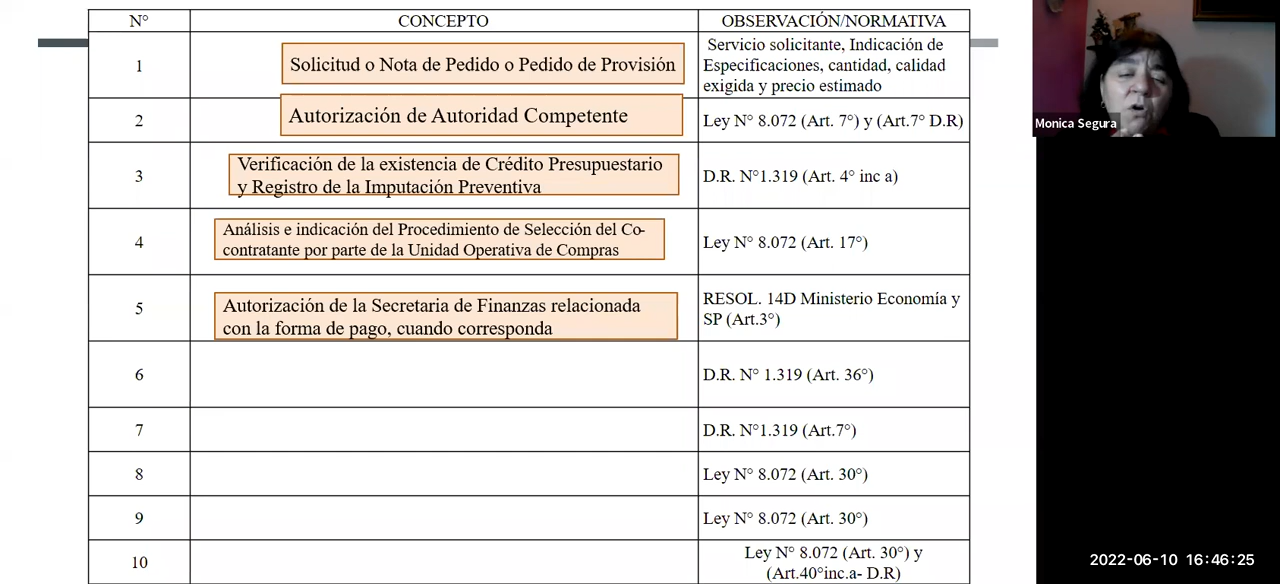 N° CONCEPTO OBSERVACIÓN/NORMATIVA
1
Solicitud o Nota de Pedido o Pedido de Provisión
Servicio solicitante, Indicación de
Especificaciones, cantidad, calidad
exigida y precio estimado
2
Autorización de Autoridad Competente
Ley N° 8.072 (Art. 7°) y (Art.7° D.R)
3
Verificación de la existencia de Crédito Presupuestario
y Registro de la Imputación Preventiva
D.R. N°1.319 (Art. 4° inc a)
4
Análisis e indicación del Procedimiento de Selección del Co-
contratante por parte de la Unidad Operativa de Compras
Ley N° 8.072 (Art. 17°)
5
Autorización de la Secretaria de Finanzas relacionada
con la forma de pago, cuando corresponda
RESOL. 14D Ministerio Economía y
SP (Art.3°)
6
D.R. N° 1.319 (Art. 36°)
7
D.R. N°1.319 (Art.7°)
8
Ley N° 8.072 (Art. 30°)
9
Ley N° 8.072 (Art. 30°)
10
Ley N° 8.072 (Art. 30°) y
(Art.40°inc.a- D.R)
Monica Segura
2022-06-10 16:46:25